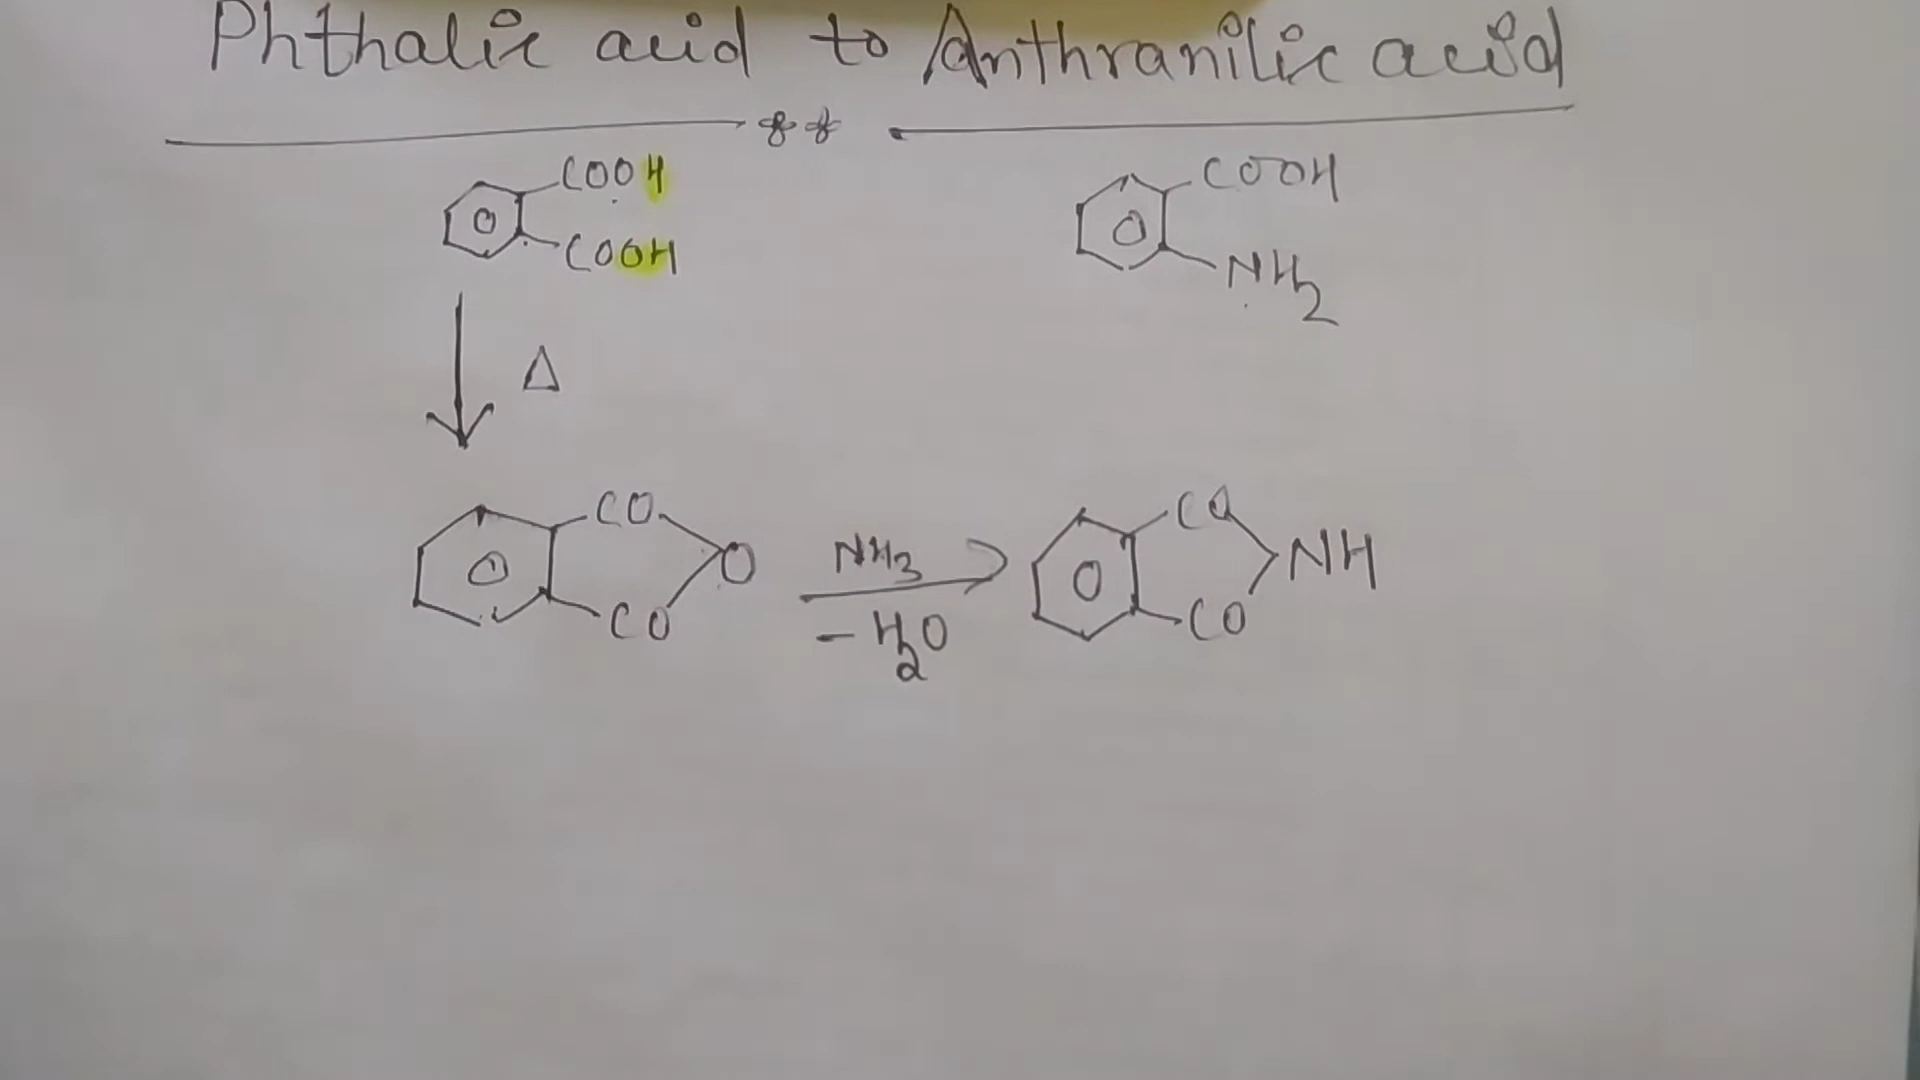 Phthalic acid to Anthranilic acid
COOH
COOH
COOH
NH2
Δ
CO
O
CO
NH3
-H2O
CO
NH
CO